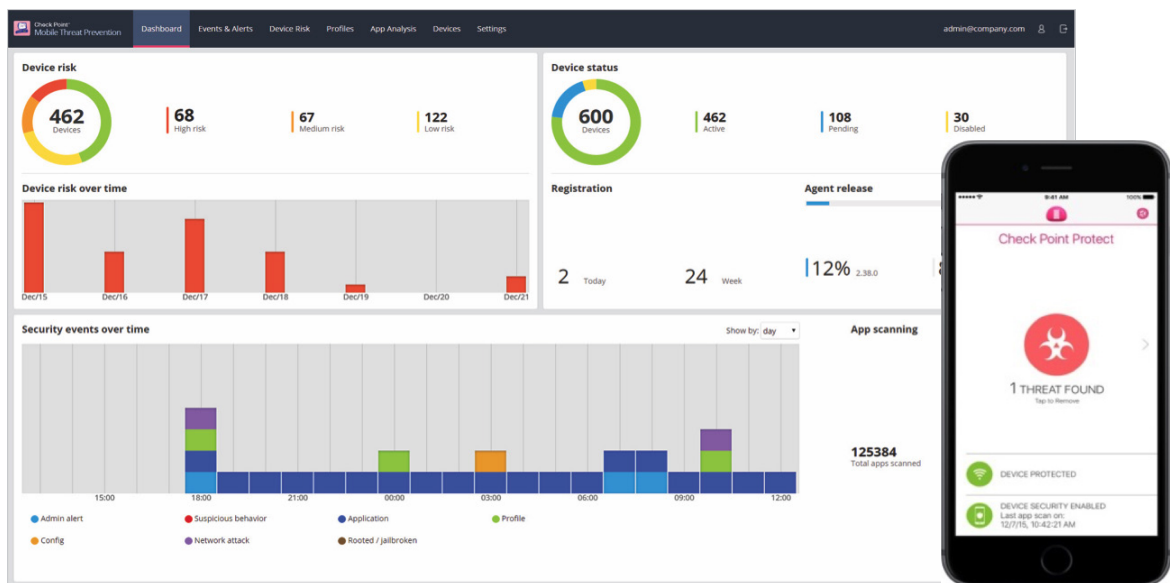 Check Point
Mobile Threat Prevention
Dashboard
Events & Alerts
Device Risk
Profiles
App Analysis
Devices
Settings
admin@company.com
Device risk
462
Devices
68
High risk
67
Medium risk
122
Low risk
Device status
600
Devices
462
Active
108
Pending
30
Disabled
Device risk over time
Dec/15
Dec/16
Dec/17
Dec/18
Dec/19
Dec/20
Dec/21
Registration
2 Today
24 Week
Agent release
12% 2.38.0
Security events over time
Show by: day
15:00
18:00
21:00
00:00
03:00
06:00
09:00
12:00
Admin alert
Suspicious behavior
Application
Profile
Config
Network attack
Rooted / jailbroken
App scanning
125384
Total apps scanned
9:41 AM
100%
Check Point Protect
1 THREAT FOUND
Tap to Remove
DEVICE PROTECTED
DEVICE SECURITY ENABLED
Last app scan on:
12/7/15, 10:42:21 AM